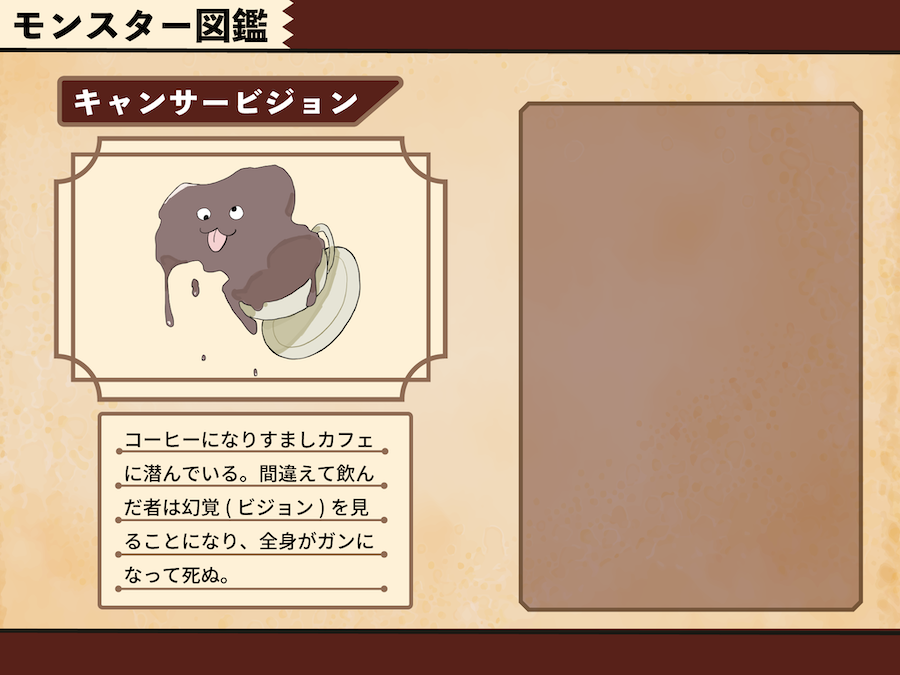 モンスター図鑑
キャンサービジョン
コーヒーになりすましカフェ
に潜んでいる。間違えて飲ん
だ者は幻覚 ( ビジョン ) を見
ることになり、全身がガンに
なって死ぬ。